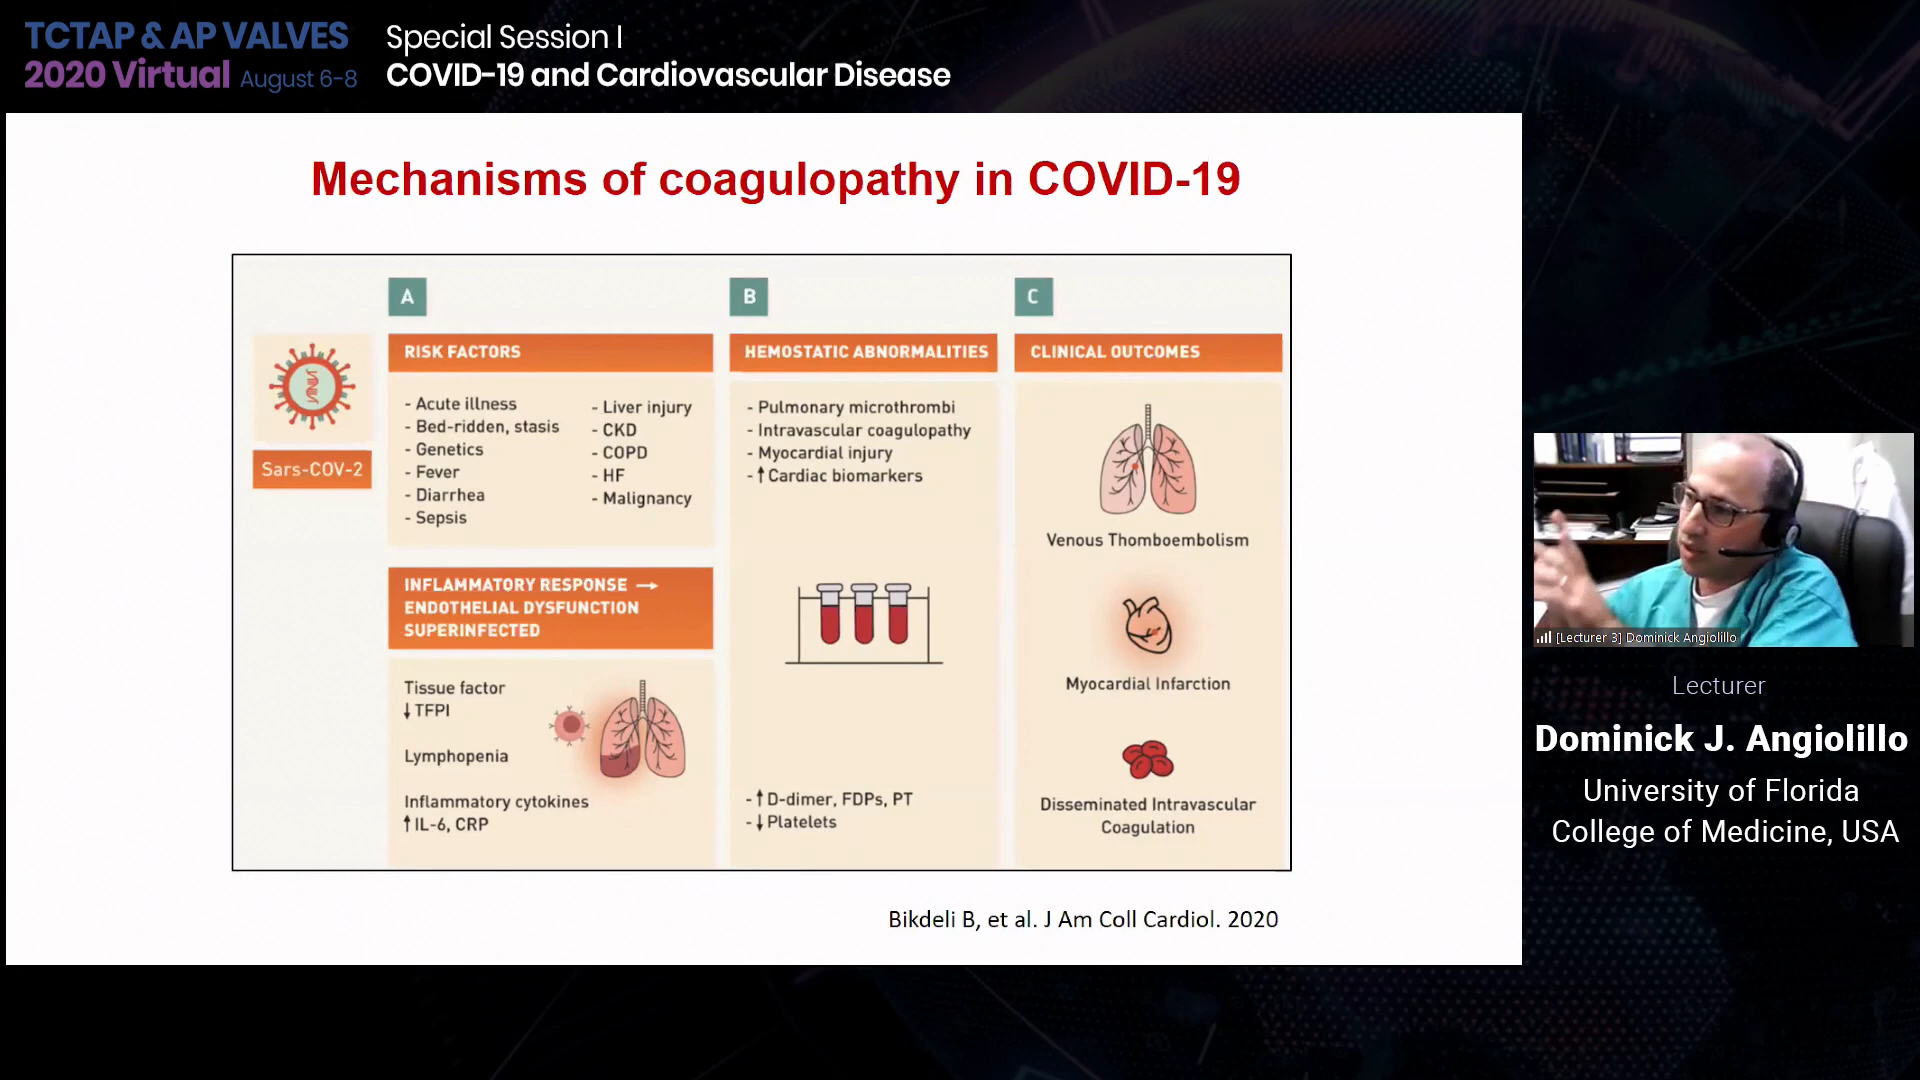 TCTAP & AP VALVES
2020 Virtual August 6-8
Special Session I
COVID-19 and Cardiovascular Disease
Mechanisms of coagulopathy in COVID-19
Sars-COV-2
A
RISK FACTORS
- Acute illness
- Bed-ridden, stasis
- Genetics
- Fever
- Diarrhea
- Sepsis
- Liver injury
- CKD
- COPD
- HF
- Malignancy
INFLAMMATORY RESPONSE →
ENDOTHELIAL DYSFUNCTION
SUPERINFECTED
Tissue factor
↓ TFPI
Lymphopenia
Inflammatory cytokines
↑ IL-6, CRP
B
HEMOSTATIC ABNORMALITIES
- Pulmonary microthrombi
- Intravascular coagulopathy
- Myocardial injury
- ↑ Cardiac biomarkers
- ↑ D-dimer, FDPs, PT
- ↓ Platelets
C
CLINICAL OUTCOMES
Venous Thromboembolism
Myocardial Infarction
Disseminated Intravascular
Coagulation
Bikdeli B, et al. J Am Coll Cardiol. 2020
[Lecturer 3] Dominick Angiolillo
Lecturer
Dominick J. Angiolillo
University of Florida
College of Medicine, USA